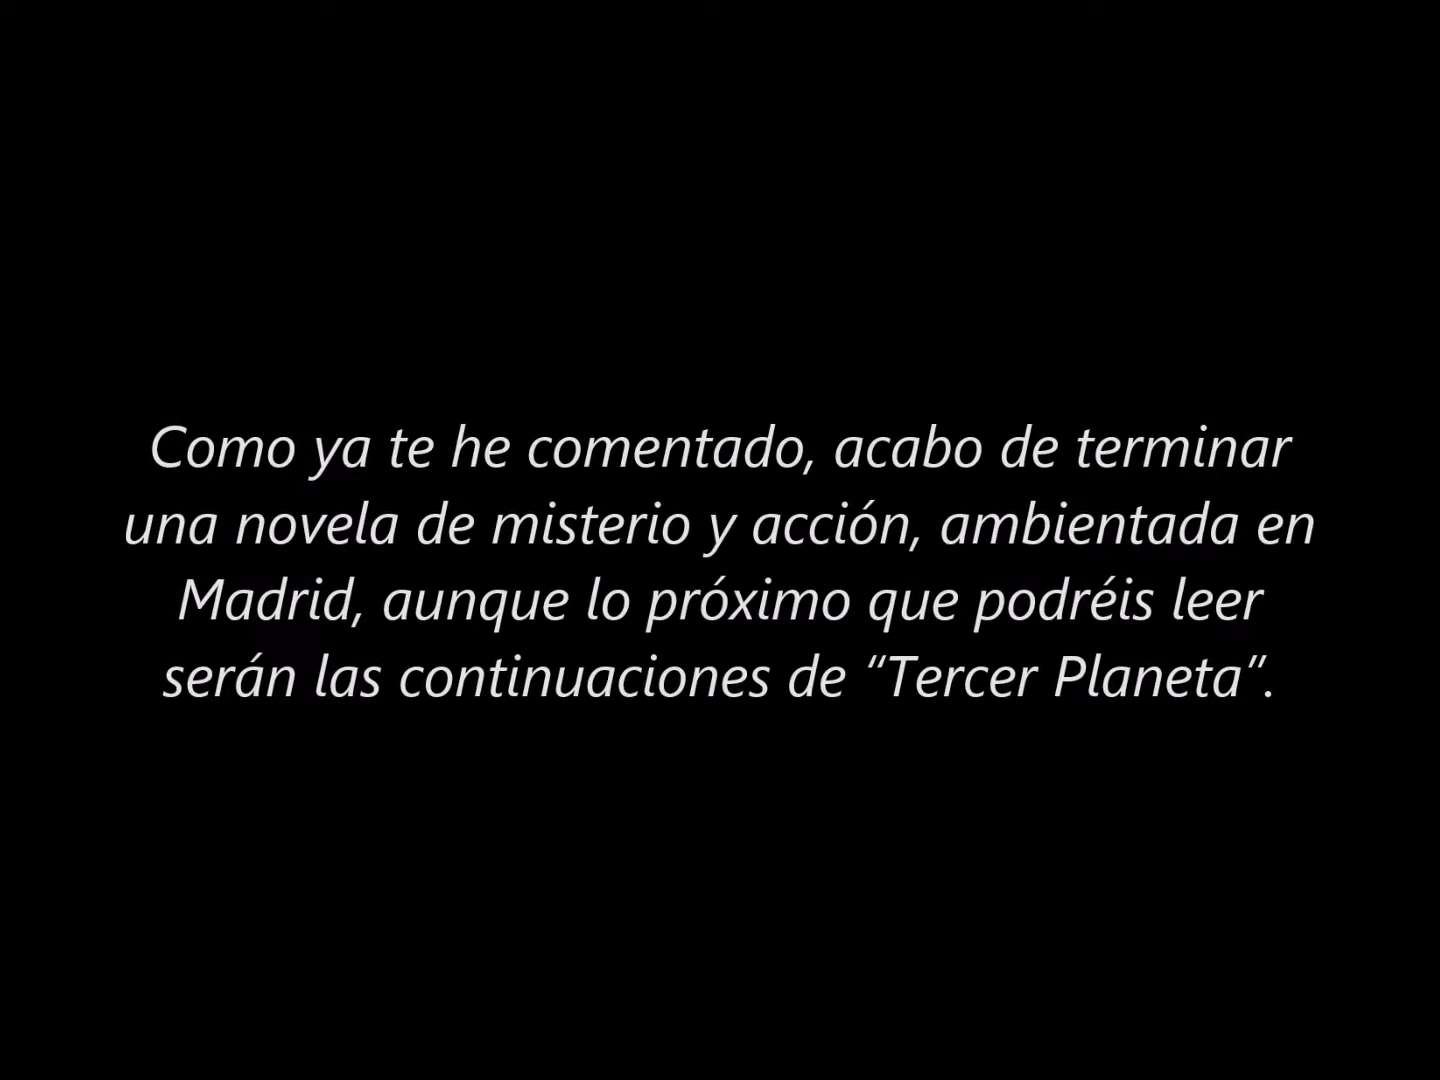 Como ya te he comentado, acabo de terminar
una novela de misterio y acción, ambientada en
Madrid, aunque lo próximo que podréis leer
serán las continuaciones de “Tercer Planeta”.